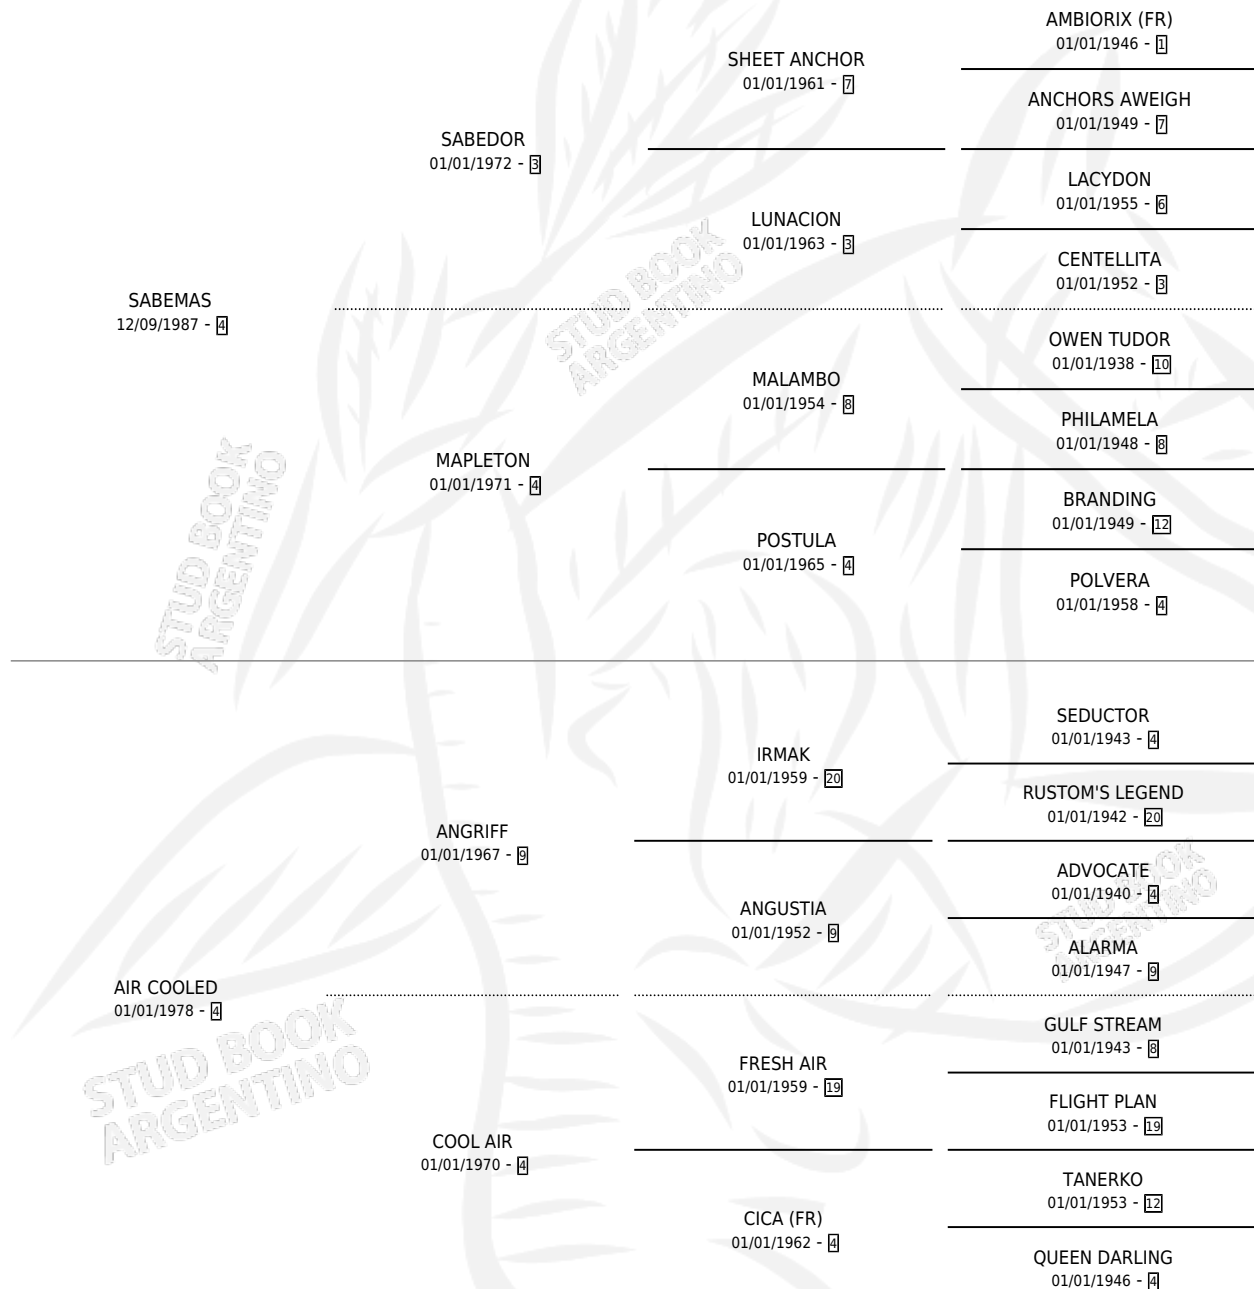 AMBIORIX (FR)
01/01/1946 - 1
SHEET ANCHOR
01/01/1961 - 7
ANCHORS AWEIGH
01/01/1949 - 7
SABEDOR
01/01/1972 - 3
LACYDON
01/01/1955 - 6
LUNACION
01/01/1963 - 3
CENTELLITA
01/01/1952 - 3
SABEMAS
12/09/1987 - 4
OWEN TUDOR
01/01/1938 - 10
MALAMBO
01/01/1954 - 8
PHILAMELA
01/01/1948 - 8
MAPLETON
01/01/1971 - 4
BRANDING
01/01/1949 - 12
POSTULA
01/01/1965 - 4
POLVERA
01/01/1958 - 4
SEDUCTOR
01/01/1943 - 4
IRMAK
01/01/1959 - 20
RUSTOM'S LEGEND
01/01/1942 - 20
ANGRIFF
01/01/1967 - 9
ADVOCATE
01/01/1940 - 4
ANGUSTIA
01/01/1952 - 9
ALARMA
01/01/1947 - 9
AIR COOLED
01/01/1978 - 4
GULF STREAM
01/01/1943 - 8
FRESH AIR
01/01/1959 - 19
FLIGHT PLAN
01/01/1953 - 19
COOL AIR
01/01/1970 - 4
TANERKO
01/01/1953 - 12
CICA (FR)
01/01/1962 - 4
QUEEN DARLING
01/01/1946 - 4
STUD BOOK
ARGENTINO
STUD BOOK
ARGENTINO
STUD BOOK
ARGENTINO
STUD BOOK
ARGENTINO